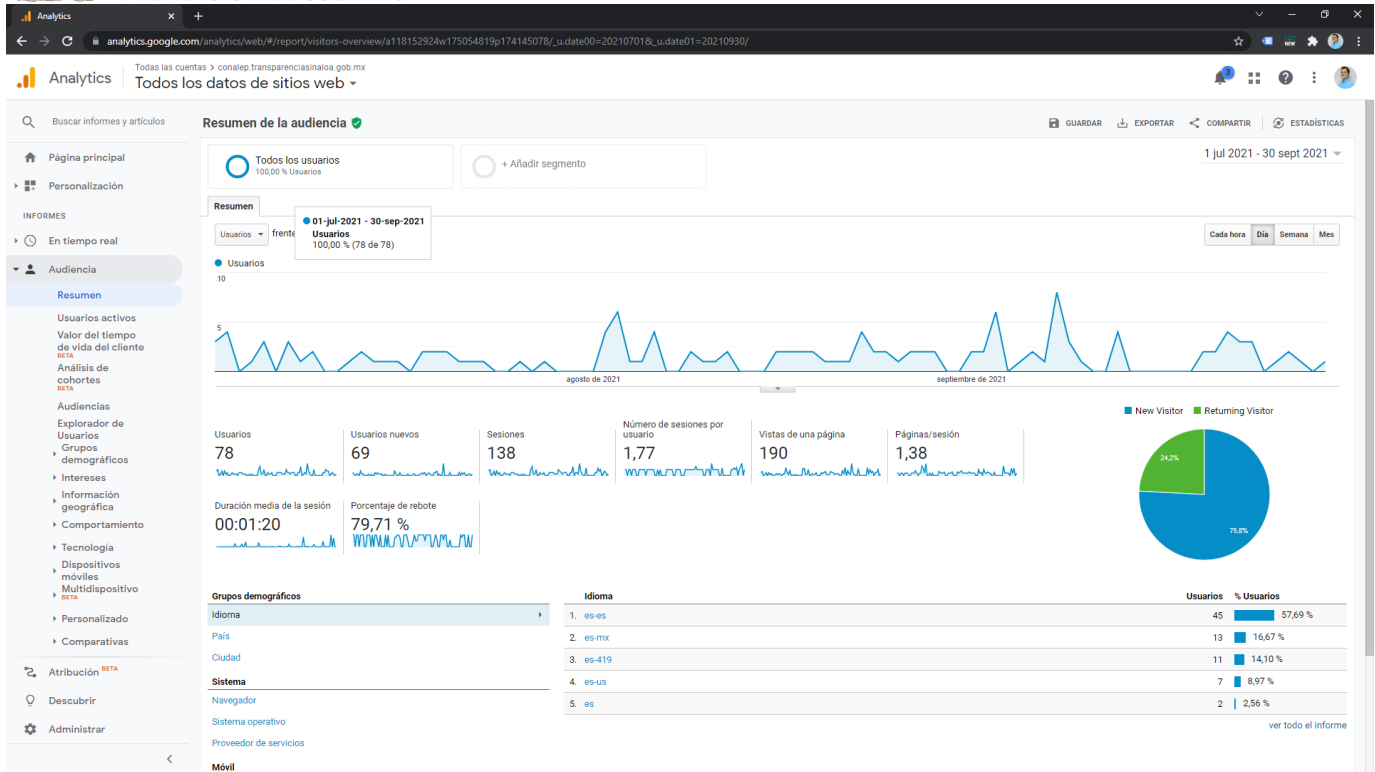 Analytics
analytics.google.com/analytics/web/#/report/visitors-overview/a118152924w175054819p174145078/_u.date00=20210701&_u.date01=20210930/
NEW
Analytics
Todas las cuentas > conalep.transparenciasinaloa.gob.mx
Todos los datos de sitios web
3
Buscar informes y artículos
Página principal
Personalización
INFORMES
En tiempo real
Audiencia
Resumen
Usuarios activos
Valor del tiempo
de vida del cliente
BETA
Análisis de
cohortes
BETA
Audiencias
Explorador de
Usuarios
Grupos
demográficos
Intereses
Información
geográfica
Comportamiento
Tecnología
Dispositivos
móviles
Multidispositivo
BETA
Personalizado
Comparativas
Atribución BETA
Descubrir
Administrar
Resumen de la audiencia
GUARDAR
EXPORTAR
COMPARTIR
ESTADÍSTICAS
Todos los usuarios
100,00 % Usuarios
+ Añadir segmento
1 jul 2021 - 30 sept 2021
Resumen
Usuarios
frente
01-jul-2021 - 30-sep-2021
Usuarios
100,00 % (78 de 78)
Cada hora Día Semana Mes
Usuarios
10
5
agosto de 2021
septiembre de 2021
New Visitor Returning Visitor
24,2%
75,8%
Usuarios
78
Usuarios nuevos
69
Sesiones
138
Número de sesiones por
usuario
1,77
Vistas de una página
190
Páginas/sesión
1,38
Duración media de la sesión
00:01:20
Porcentaje de rebote
79,71 %
Grupos demográficos
Idioma
País
Ciudad
Sistema
Navegador
Sistema operativo
Proveedor de servicios
Móvil
Idioma Usuarios % Usuarios
1. es-es 45 57,69 %
2. es-mx 13 16,67 %
3. es-419 11 14,10 %
4. es-us 7 8,97 %
5. es 2 2,56 %
ver todo el informe